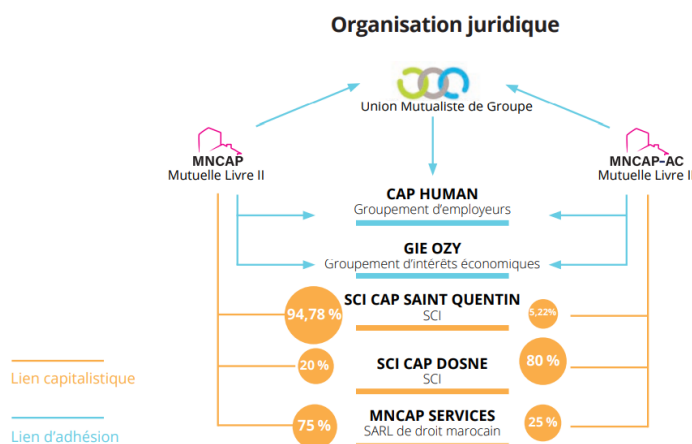 Organisation juridique
Union Mutualiste de Groupe
MNCAP
Mutuelle Livre II
MNCAP-AC
Mutuelle Livre I
CAP HUMAN
Groupement d'employeurs
GIE OZY
Groupement d'intérêts économiques
SCI CAP SAINT QUENTIN
94,78 %
SCI
5,22%
SCI CAP DOSNE
20 %
SCI
80 %
Lien capitalistique
MNCAP SERVICES
75 %
SARL de droit marocain
25 %
Lien d'adhésion